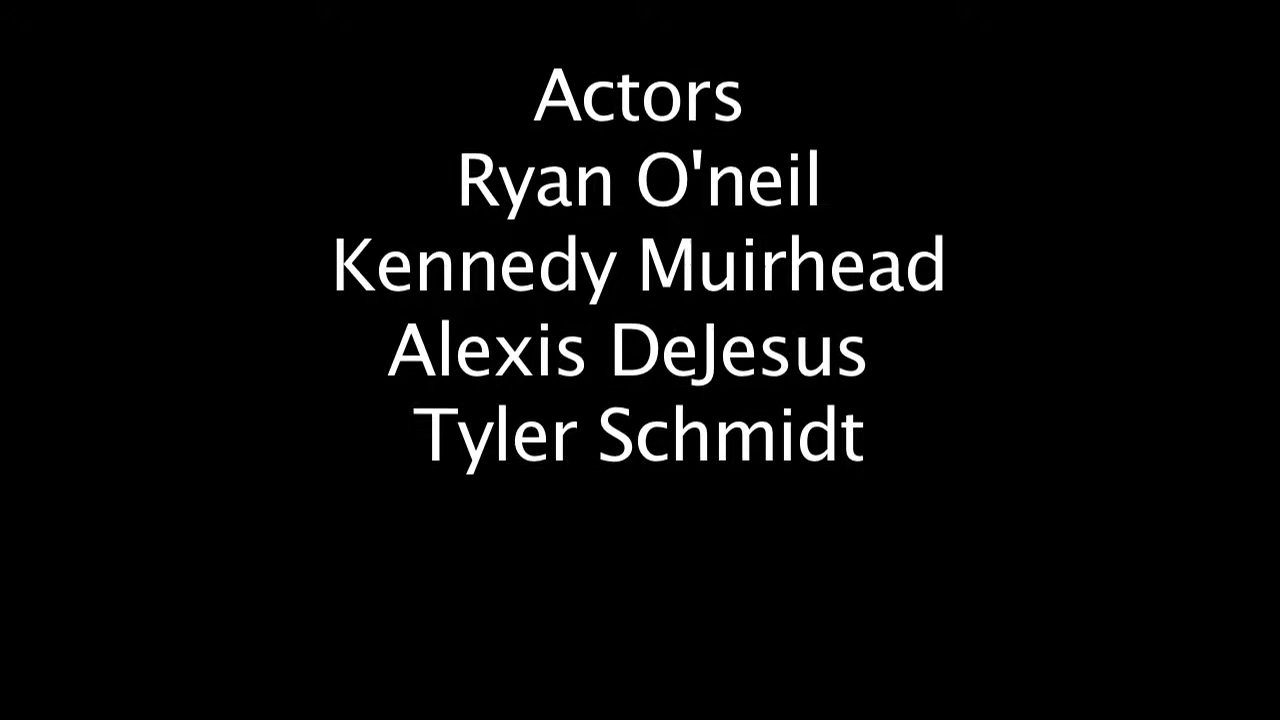 Actors
Ryan O'neil
Kennedy Muirhead
Alexis DeJesus
Tyler Schmidt